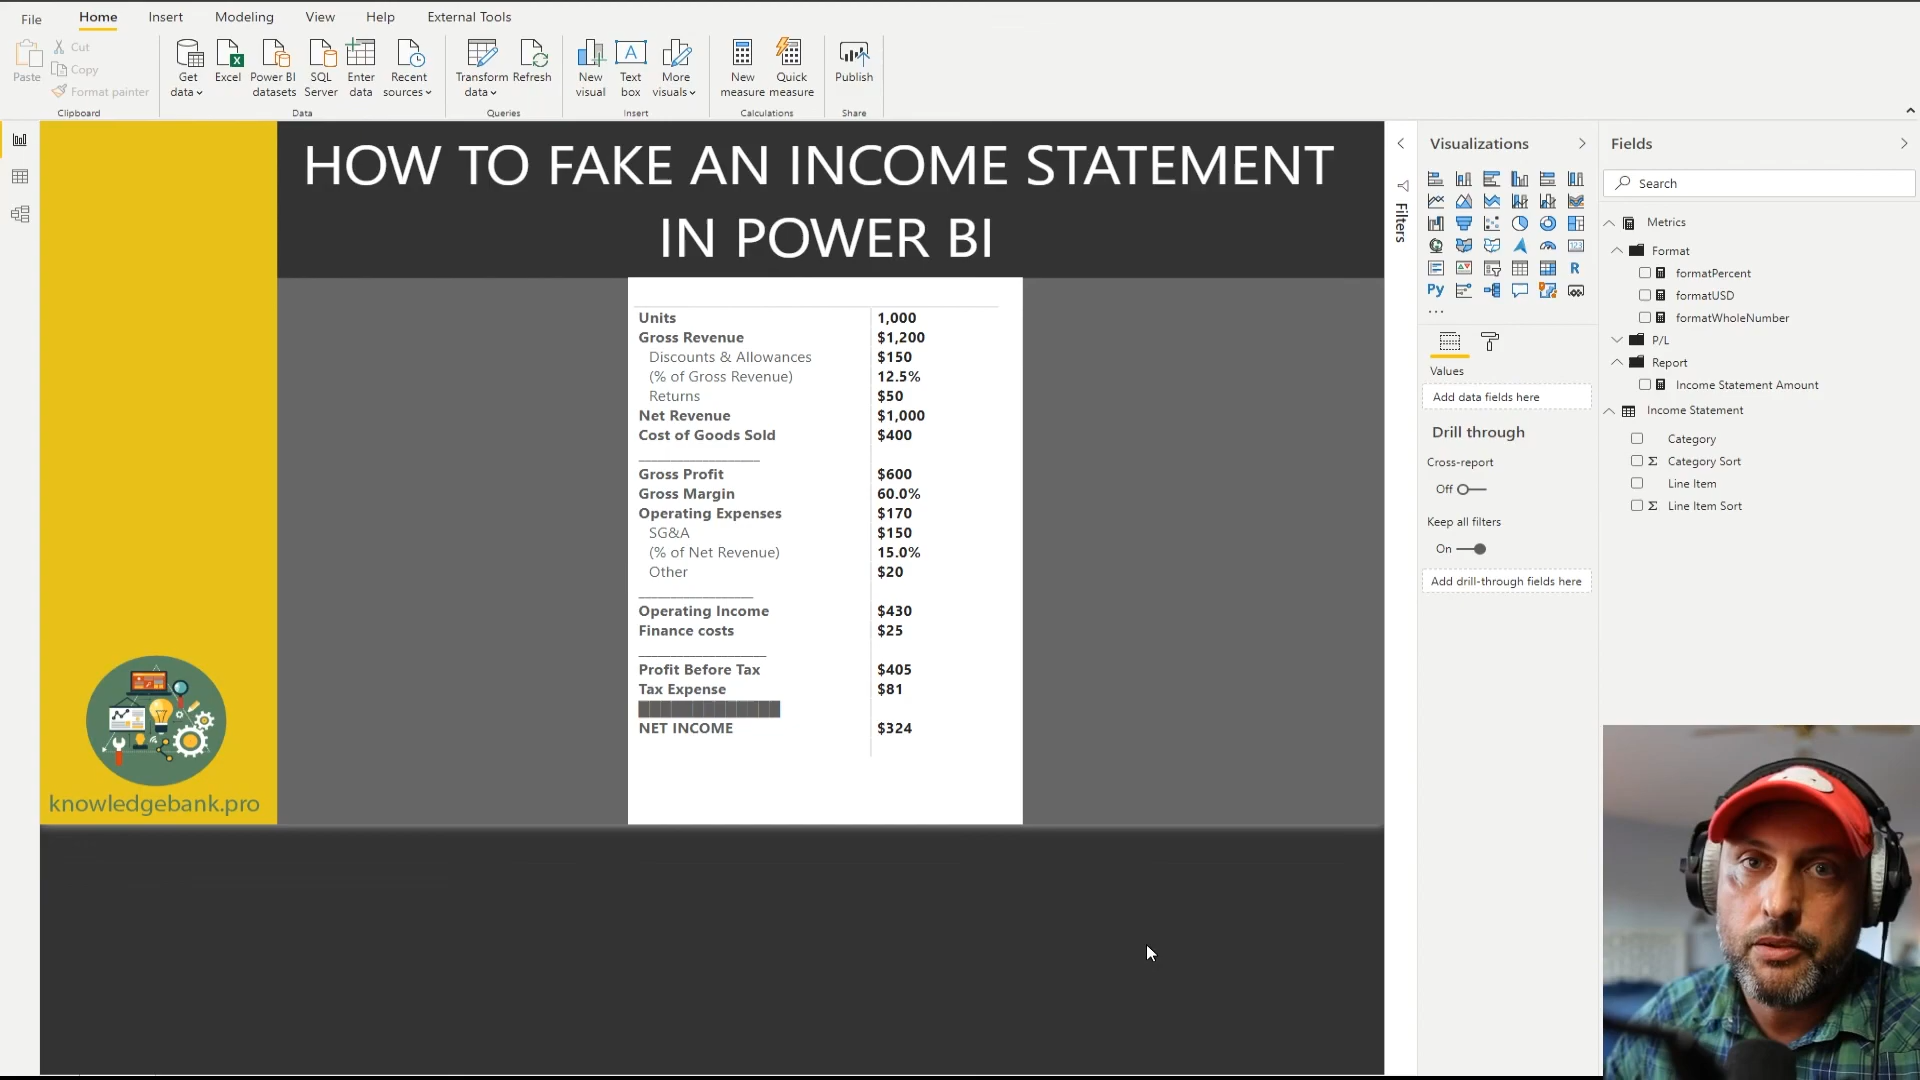 File
Home
Insert
Modeling
View
Help
External Tools
Paste
Cut
Copy
Format painter
Clipboard
Get data
Excel
Power BI datasets
SQL Server
Enter data
Recent sources
Data
Transform data
Refresh
Queries
New visual
A
Text box
More visuals
Insert
New measure
Quick measure
Calculations
Publish
Share
HOW TO FAKE AN INCOME STATEMENT
IN POWER BI
Units 1,000
Gross Revenue $1,200
Discounts & Allowances $150
(% of Gross Revenue) 12.5%
Returns $50
Net Revenue $1,000
Cost of Goods Sold $400
Gross Profit $600
Gross Margin 60.0%
Operating Expenses $170
SG&A $150
(% of Net Revenue) 15.0%
Other $20
Operating Income $430
Finance costs $25
Profit Before Tax $405
Tax Expense $81
NET INCOME $324
knowledgebank.pro
Filters
Visualizations
123
R
Py
...
Values
Add data fields here
Drill through
Cross-report
Off
Keep all filters
On
Add drill-through fields here
Fields
Search
Metrics
Format
formatPercent
formatUSD
formatWholeNumber
P/L
Report
Income Statement Amount
Income Statement
Category
Σ Category Sort
Line Item
Σ Line Item Sort